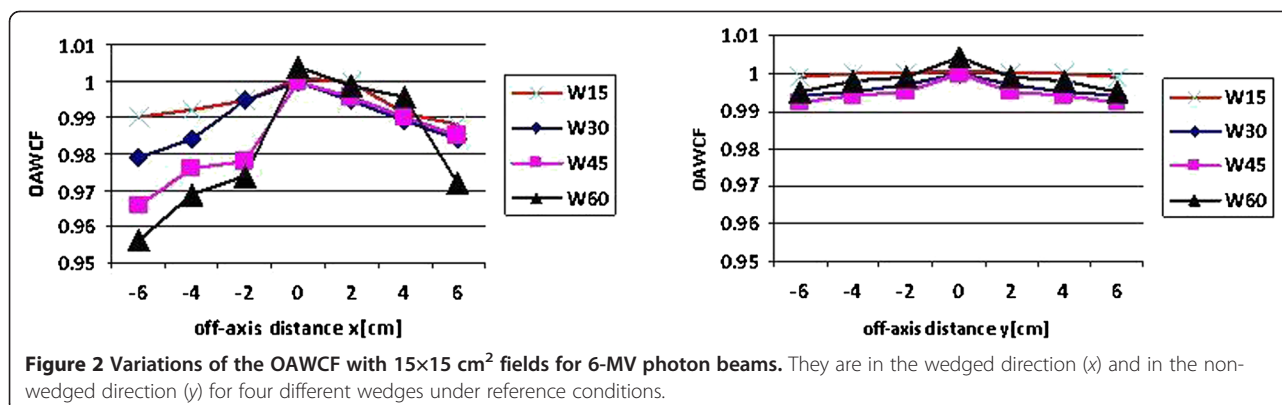 1.01
1
0.99
0.98
0.97
0.96
0.95
OAWCF
-6 -4 -2 0 2 4 6
off-axis distance x[cm]
W15
W30
W45
W60
1.01
1
0.99
0.98
0.97
0.96
0.95
OAWCF
-6 -4 -2 0 2 4 6
off-axis distance y[cm]
W15
W30
W45
W60
Figure 2 Variations of the OAWCF with 15×15 cm² fields for 6-MV photon beams. They are in the wedged direction (x) and in the non-
wedged direction (y) for four different wedges under reference conditions.